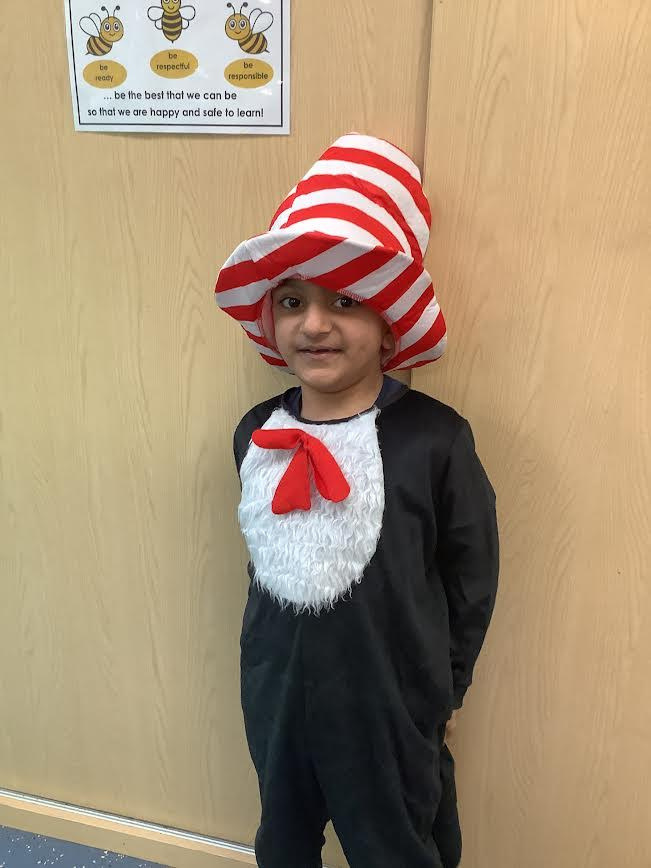 be
ready
be
respectful
be
responsible
... be the best that we can be
so that we are happy and safe to learn!